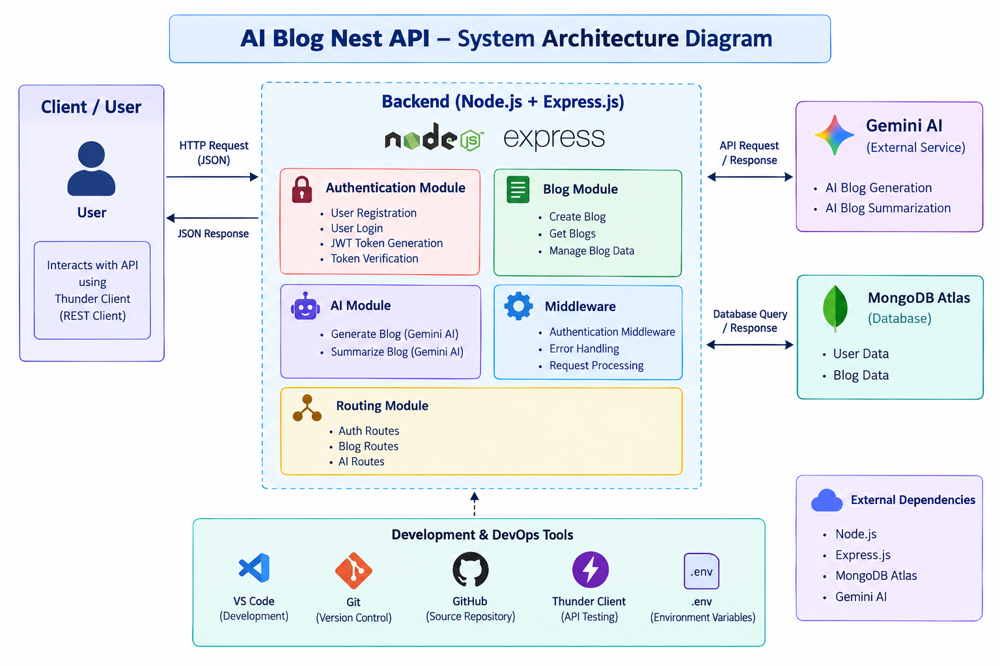 AI Blog Nest API – System Architecture Diagram
Client / User
User
Interacts with API
using
Thunder Client
(REST Client)
HTTP Request
(JSON)
JSON Response
Backend (Node.js + Express.js)
node
JS
express
Authentication Module
• User Registration
• User Login
• JWT Token Generation
• Token Verification
Blog Module
• Create Blog
• Get Blogs
• Manage Blog Data
AI Module
• Generate Blog (Gemini AI)
• Summarize Blog (Gemini AI)
Middleware
• Authentication Middleware
• Error Handling
• Request Processing
Routing Module
• Auth Routes
• Blog Routes
• AI Routes
API Request
/ Response
Gemini AI
(External Service)
• AI Blog Generation
• AI Blog Summarization
Database Query
/ Response
MongoDB Atlas
(Database)
• User Data
• Blog Data
External Dependencies
• Node.js
• Express.js
• MongoDB Atlas
• Gemini AI
Development & DevOps Tools
VS Code
(Development)
Git
(Version Control)
GitHub
(Source Repository)
Thunder Client
(API Testing)
.env
.env
(Environment Variables)